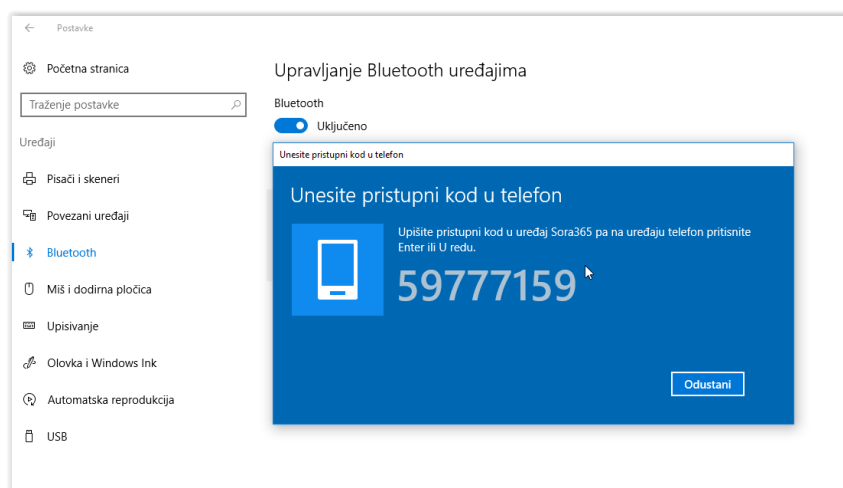 Postavke
Početna stranica
Traženje postavke
Uređaji
Pisači i skeneri
Povezani uređaji
Bluetooth
Miš i dodirna pločica
Upisivanje
Olovka i Windows Ink
Automatska reprodukcija
USB
Upravljanje Bluetooth uređajima
Bluetooth
Uključeno
Unesite pristupni kod u telefon
Unesite pristupni kod u telefon
Upišite pristupni kod u uređaj Sora365 pa na uređaju telefon pritisnite
Enter ili U redu.
59777159
Odustani